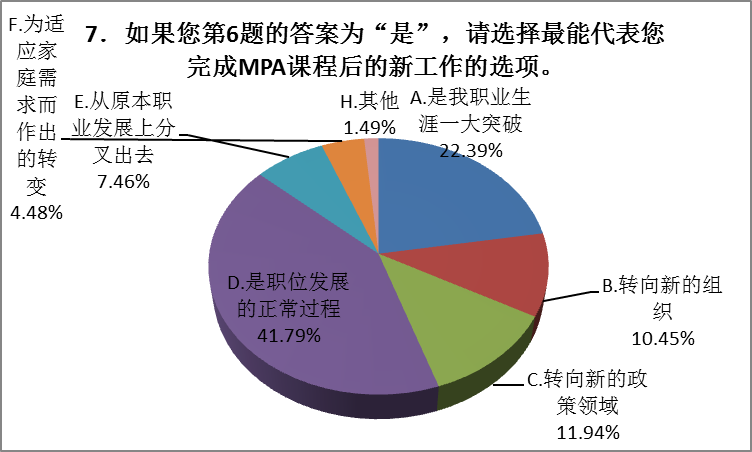 7．如果您第6题的答案为“是”，请选择最能代表您
完成MPA课程后的新工作的选项。
F.为适
应家
庭需
求而
作出
的转
变
4.48%
E.从原本职
业发展上分
叉出去
7.46%
H.其他
1.49%
A.是我职业生
涯一大突破
22.39%
D.是职位发展
的正常过程
41.79%
B.转向新的组
织
10.45%
C.转向新的政
策领域
11.94%